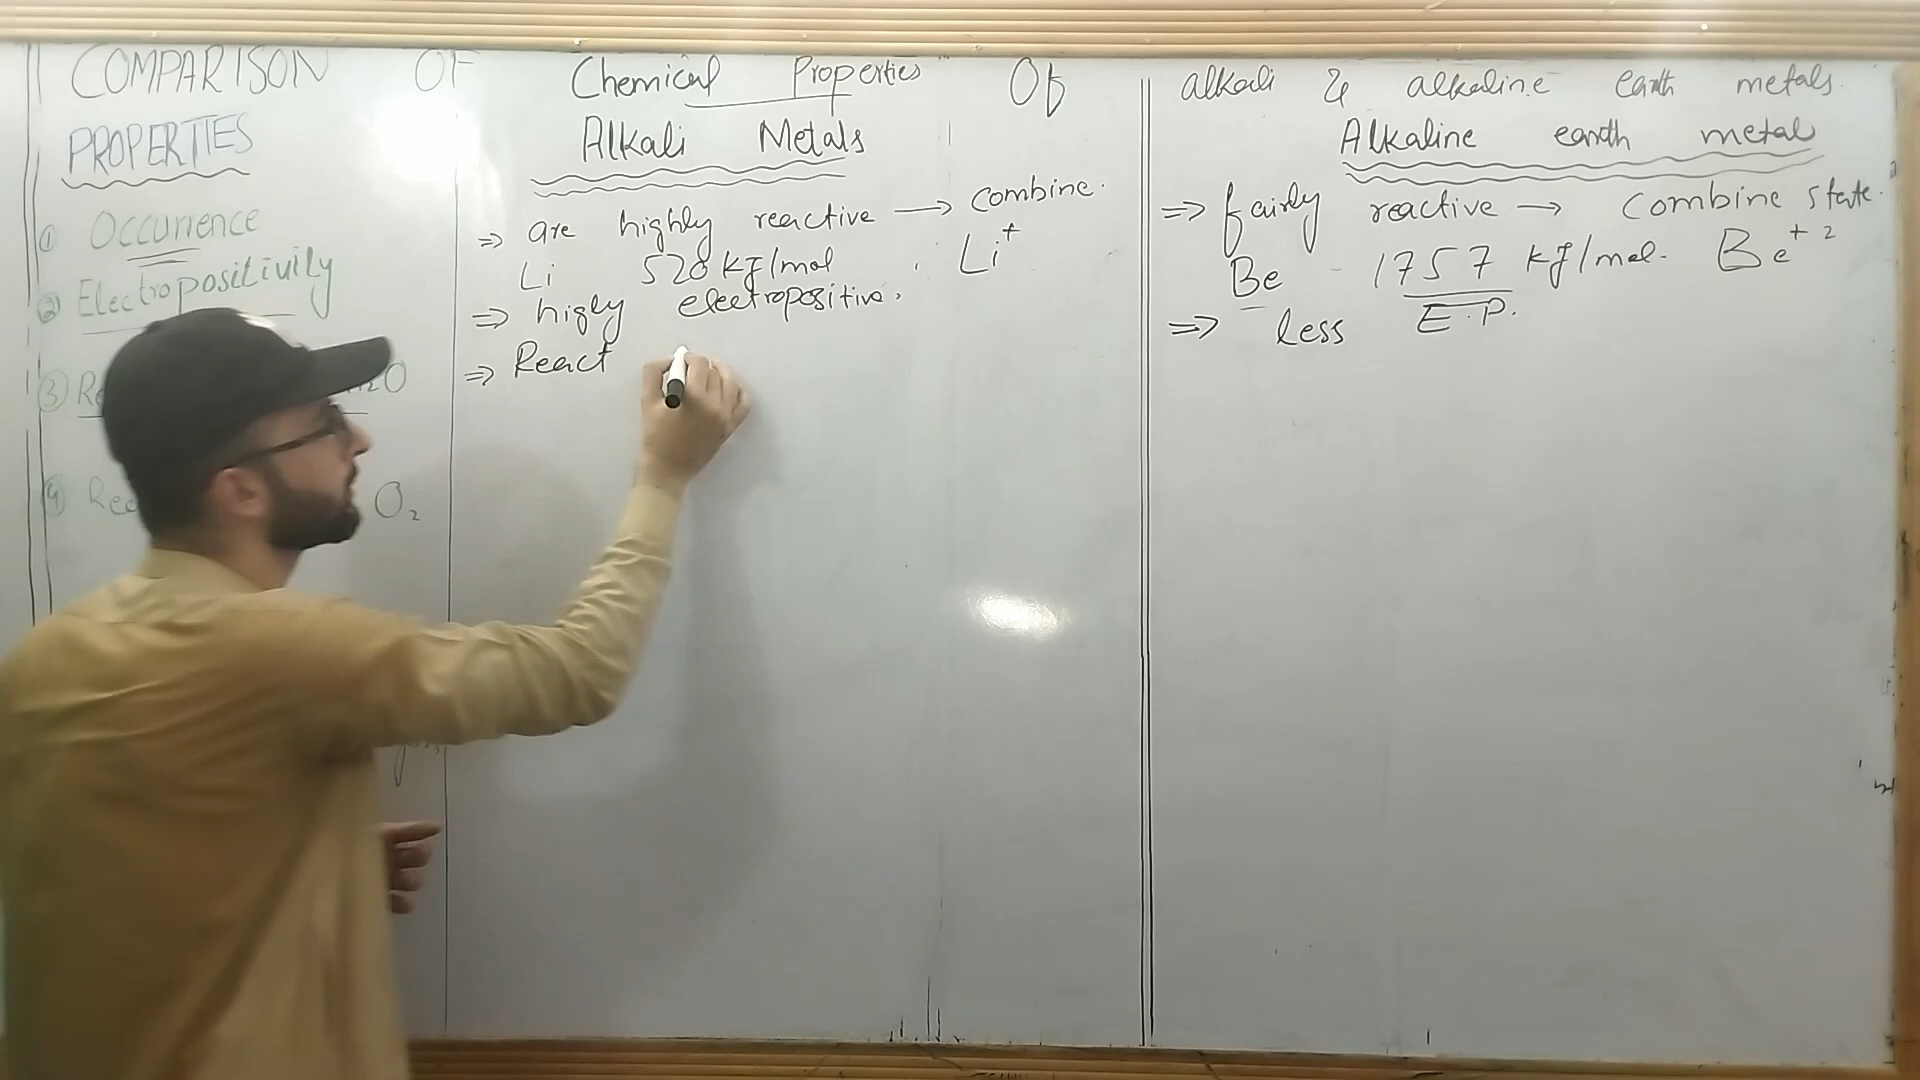 COMPARISON OF Chemical Properties Of alkali & alkaline earth metals.
PROPERTIES
① Occurrence
② Electropositivity
③ Re H2O
④ Rea O2
Alkali Metals
⇒ are highly reactive → combine.
Li 520 KJ/mol Li+
⇒ higly electropositive.
⇒ React
Alkaline earth metal
⇒ fairly reactive → combine state.
Be - 1757 KJ/mol. Be+2
⇒ less E.P.